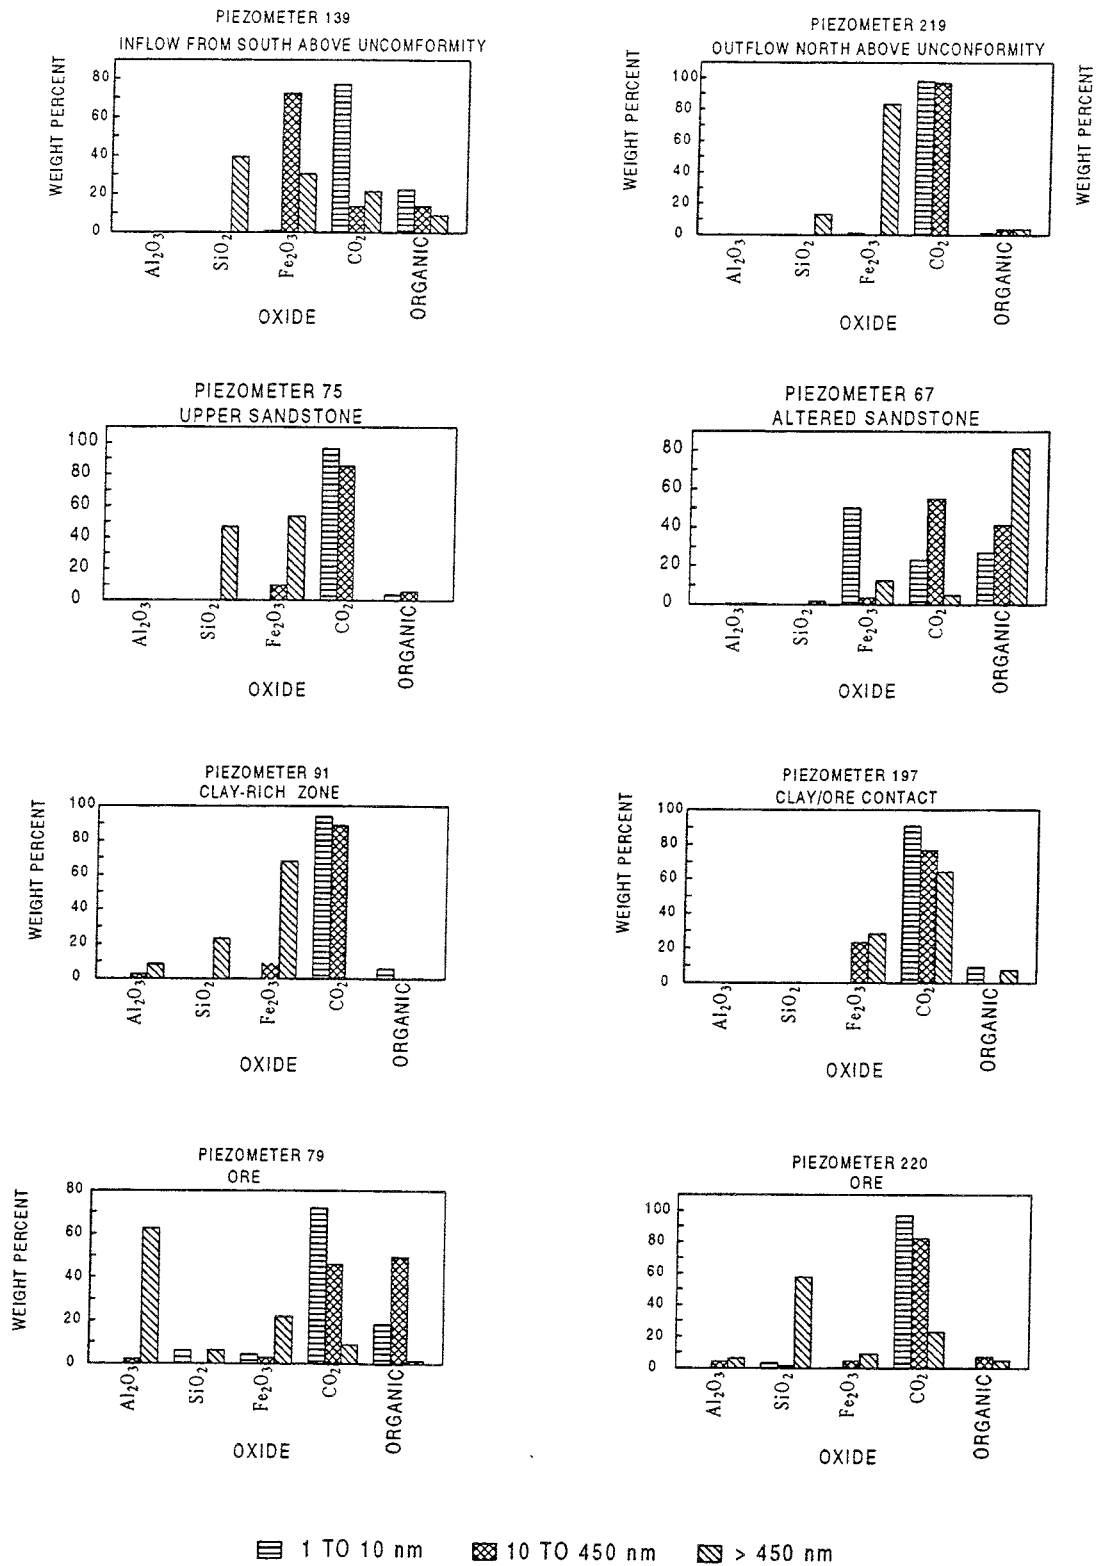 PIEZOMETER 139
INFLOW FROM SOUTH ABOVE UNCOMFORMITY
WEIGHT PERCENT
80
60
40
20
0
Al2O3
SiO2
Fe2O3
CO2
ORGANIC
OXIDE
PIEZOMETER 219
OUTFLOW NORTH ABOVE UNCONFORMITY
WEIGHT PERCENT
100
80
60
40
20
0
Al2O3
SiO2
Fe2O3
CO2
ORGANIC
OXIDE
WEIGHT PERCENT
PIEZOMETER 75
UPPER SANDSTONE
100
80
60
40
20
0
Al2O3
SiO2
Fe2O3
CO2
ORGANIC
OXIDE
PIEZOMETER 67
ALTERED SANDSTONE
80
60
40
20
0
Al2O3
SiO2
Fe2O3
CO2
ORGANIC
OXIDE
PIEZOMETER 91
CLAY-RICH ZONE
WEIGHT PERCENT
100
80
60
40
20
0
Al2O3
SiO2
Fe2O3
CO2
ORGANIC
OXIDE
PIEZOMETER 197
CLAY/ORE CONTACT
WEIGHT PERCENT
100
80
60
40
20
0
Al2O3
SiO2
Fe2O3
CO2
ORGANIC
OXIDE
PIEZOMETER 79
ORE
WEIGHT PERCENT
80
60
40
20
0
Al2O3
SiO2
Fe2O3
CO2
ORGANIC
OXIDE
PIEZOMETER 220
ORE
100
80
60
40
20
0
Al2O3
SiO2
Fe2O3
CO2
ORGANIC
OXIDE
1 TO 10 nm 10 TO 450 nm > 450 nm